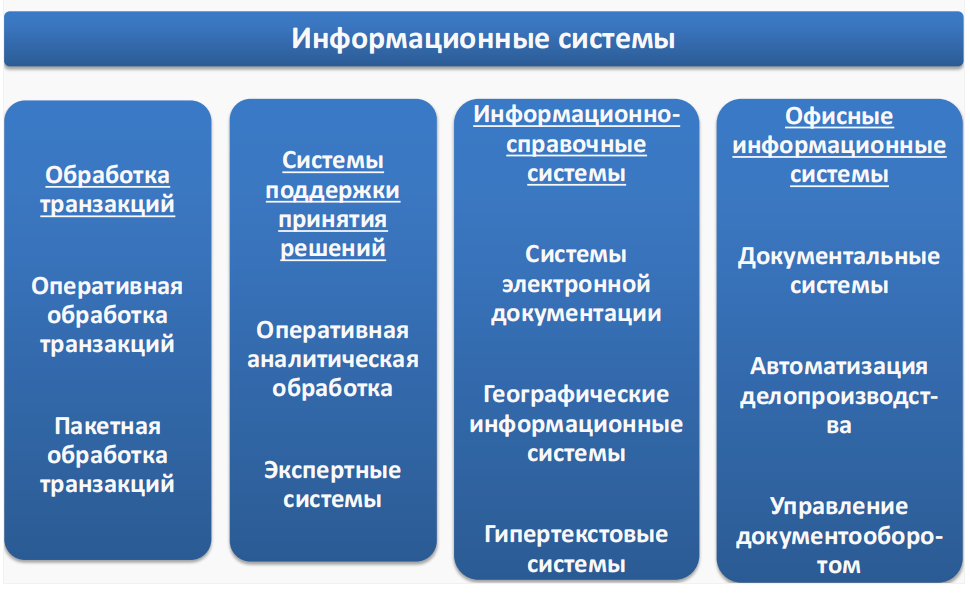 Информационные системы
Обработка
транзакций
Оперативная
обработка
транзакций
Пакетная
обработка
транзакций
Системы
поддержки
принятия
решений
Оперативная
аналитическая
обработка
Экспертные
системы
Информационно-
справочные
системы
Системы
электронной
документации
Географические
информационные
системы
Гипертекстовые
системы
Офисные
информационные
системы
Документальные
системы
Автоматизация
делопроизводст-
ва
Управление
документооборо-
том